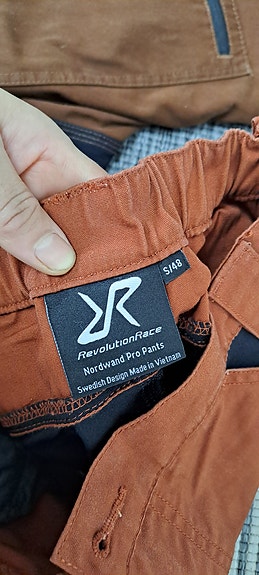 S/48
RevolutionRace
Nordwand Pro Pants
Swedish Design Made in Vietnam